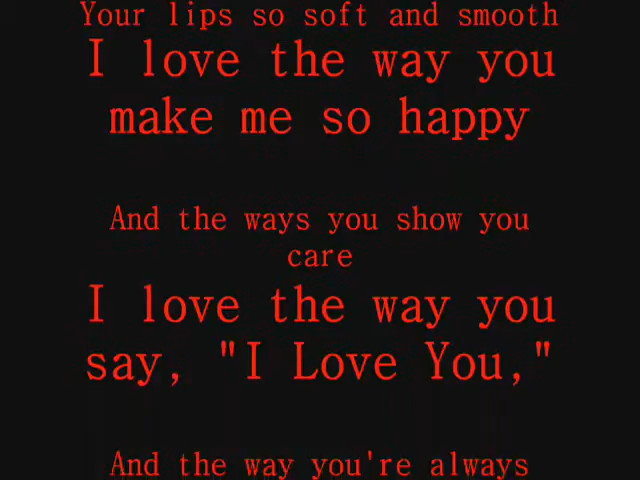 Your lips so soft and smooth
I love the way you
make me so happy
And the ways you show you
care
I love the way you
say, "I Love You,"
And the way you're always